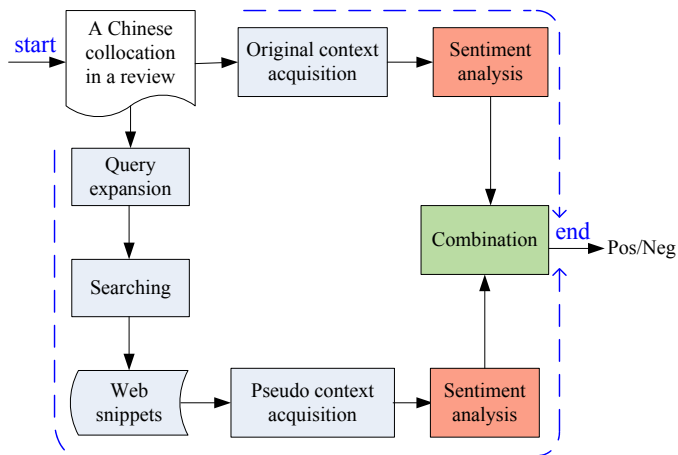 start
A Chinese
collocation
in a review
Original context
acquisition
Sentiment
analysis
Query
expansion
Combination
end
Pos/Neg
Searching
Web
snippets
Pseudo context
acquisition
Sentiment
analysis